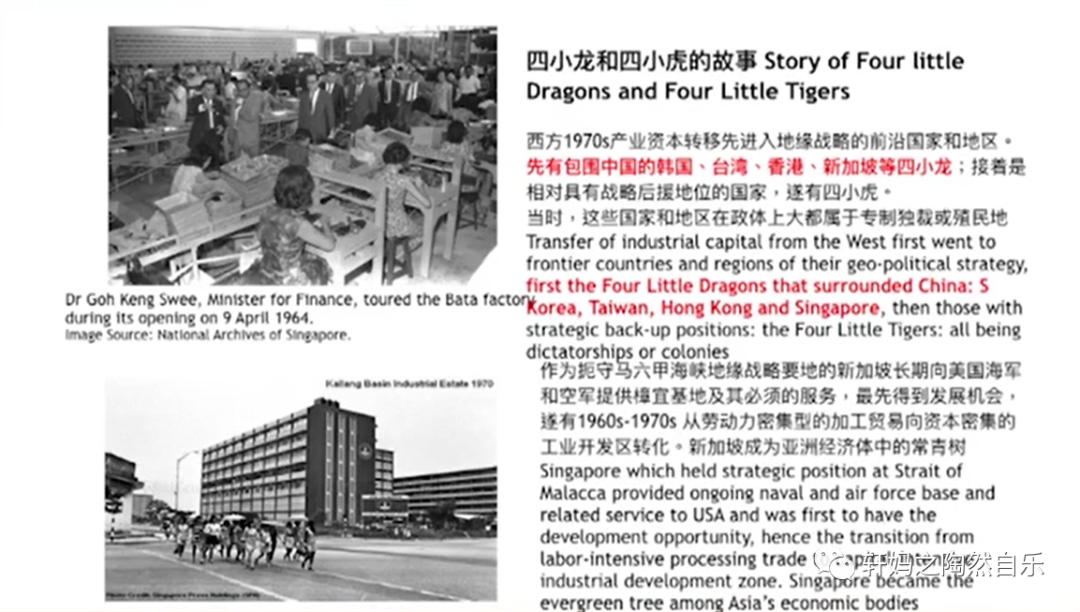 Dr Goh Keng Swee, Minister for Finance, toured the Bata factory
during its opening on 9 April 1964.
Image Source: National Archives of Singapore.
Kallang Basin Industrial Estate 1970
Photo Credit: Singapore Press Holdings (SPH)
四小龙和四小虎的故事 Story of Four little
Dragons and Four Little Tigers
西方1970s产业资本转移先进入地缘战略的前沿国家和地区。
先有包围中国的韩国、台湾、香港、新加坡等四小龙；接着是
相对具有战略后援地位的国家，遂有四小虎。
当时，这些国家和地区在政体上大都属于专制独裁或殖民地
Transfer of industrial capital from the West first went to
frontier countries and regions of their geo-political strategy,
first the Four Little Dragons that surrounded China: S
Korea, Taiwan, Hong Kong and Singapore, then those with
strategic back-up positions: the Four Little Tigers: all being
dictatorships or colonies
作为扼守马六甲海峡地缘战略要地的新加坡长期向美国海军
和空军提供樟宜基地及其必须的服务，最先得到发展机会，
遂有1960s-1970s 从劳动力密集型的加工贸易向资本密集的
工业开发区转化。新加坡成为亚洲经济体中的常青树
Singapore which held strategic position at Strait of
Malacca provided ongoing naval and air force base and
related service to USA and was first to have the
development opportunity, hence the transition from
labor-intensive processing trade
industrial development zone. Singapore became the
evergreen tree among Asia's economic bodies
轩妈之陶然自乐